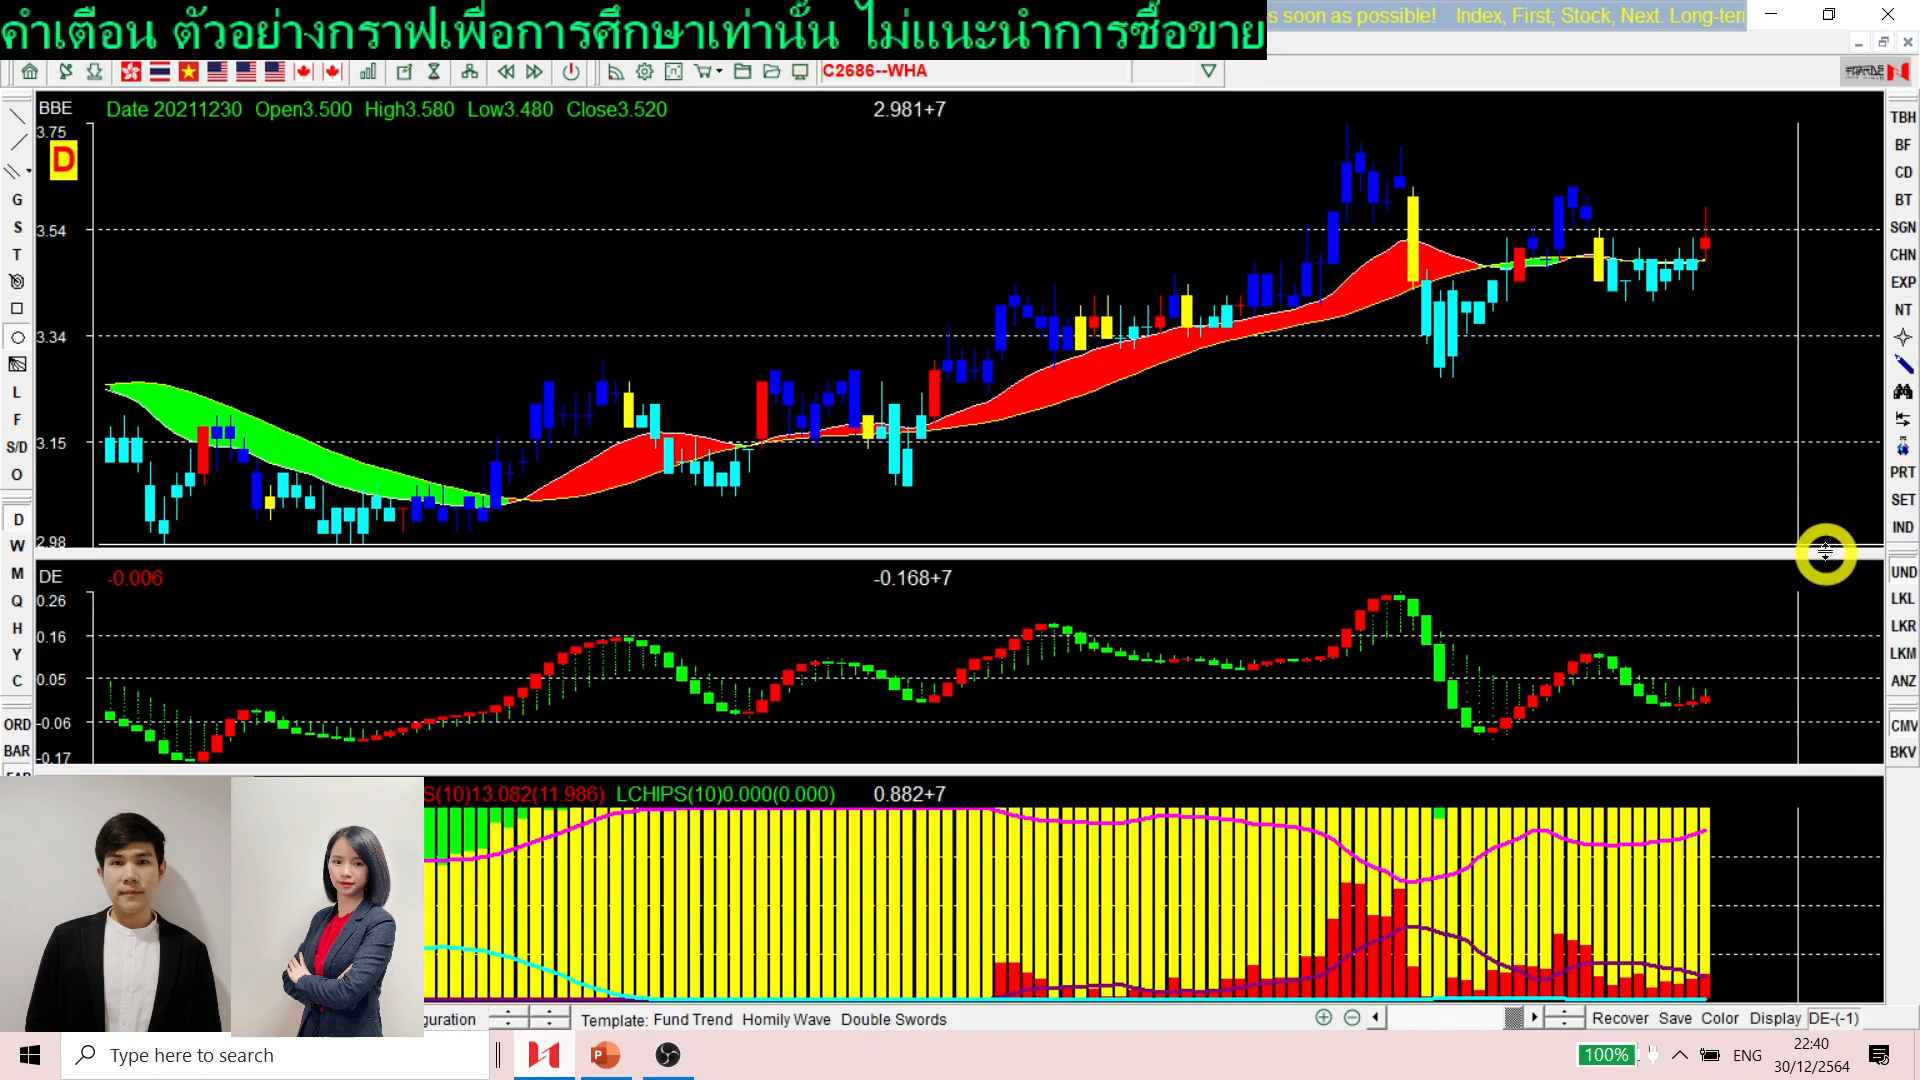 คำเตือน ตัวอย่างกราฟเพื่อการศึกษาเท่านั้น ไม่แนะนำการซื้อขาย
s soon as possible! Index, First; Stock, Next. Long-ter
C2686--WHA
BBE Date 20211230 Open3.500 High3.580 Low3.480 Close3.520 2.981+7
3.75
D
3.54
3.34
3.15
2.98
DE -0.006 -0.168+7
0.26
0.16
0.05
-0.06
-0.17
S(10)13.082(11.986) LCHIPS(10)0.000(0.000) 0.882+7
G
S
T
L
F
S/D
O
D
W
M
Q
H
Y
C
ORD
BAR
TBH
BF
CD
BT
SGN
CHN
EXP
NT
PRT
SET
IND
UND
LKL
LKR
LKM
ANZ
CMV
BKV
guration Template: Fund Trend Homily Wave Double Swords Recover Save Color Display DE-(-1)
Type here to search
100% ENG
22:40
30/12/2564